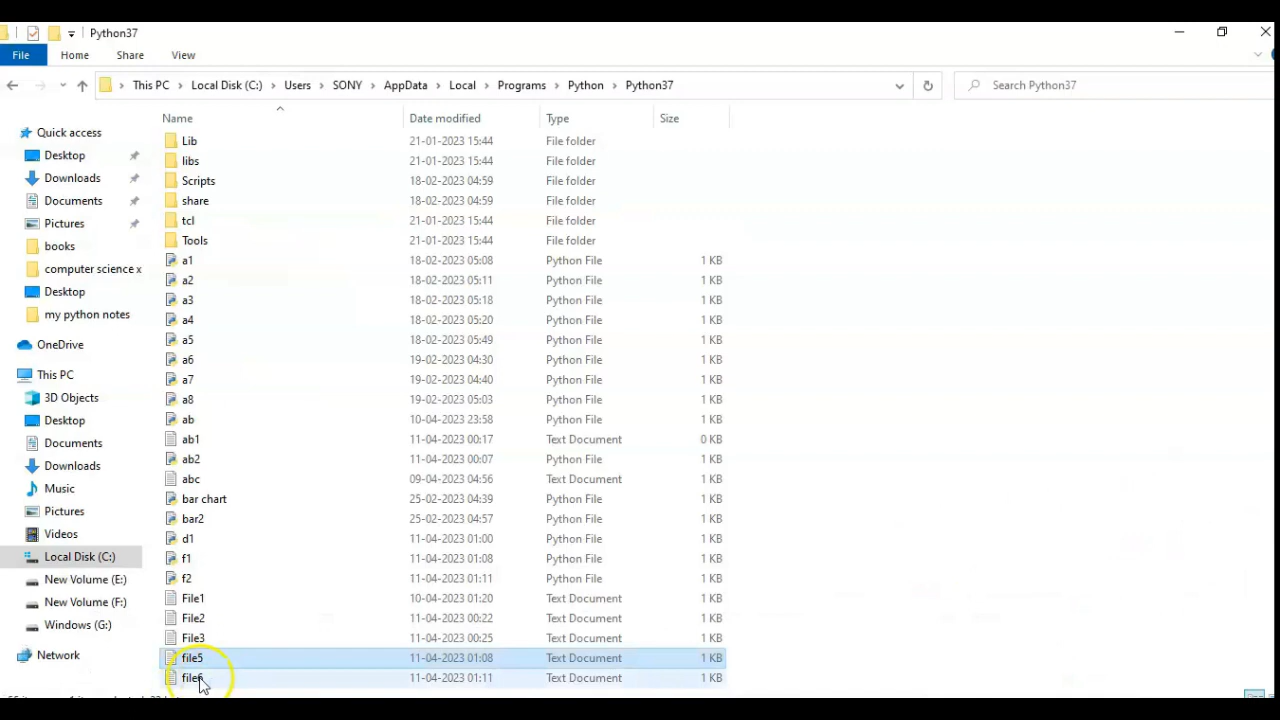 Python37
File Home Share View
This PC Local Disk (C:) Users SONY AppData Local Programs Python Python37 Search Python37
Name Date modified Type Size
Quick access
Desktop
Downloads
Documents
Pictures
books
computer science x
Desktop
my python notes
OneDrive
This PC
3D Objects
Desktop
Documents
Downloads
Music
Pictures
Videos
Local Disk (C:)
New Volume (E:)
New Volume (F:)
Windows (G:)
Network
Lib 21-01-2023 15:44 File folder
libs 21-01-2023 15:44 File folder
Scripts 18-02-2023 04:59 File folder
share 18-02-2023 04:59 File folder
tcl 21-01-2023 15:44 File folder
Tools 21-01-2023 15:44 File folder
a1 18-02-2023 05:08 Python File 1 KB
a2 18-02-2023 05:11 Python File 1 KB
a3 18-02-2023 05:18 Python File 1 KB
a4 18-02-2023 05:20 Python File 1 KB
a5 18-02-2023 05:49 Python File 1 KB
a6 19-02-2023 04:30 Python File 1 KB
a7 19-02-2023 04:40 Python File 1 KB
a8 19-02-2023 05:03 Python File 1 KB
ab 10-04-2023 23:58 Python File 1 KB
ab1 11-04-2023 00:17 Text Document 0 KB
ab2 11-04-2023 00:07 Python File 1 KB
abc 09-04-2023 04:56 Text Document 1 KB
bar chart 25-02-2023 04:39 Python File 1 KB
bar2 25-02-2023 04:57 Python File 1 KB
d1 11-04-2023 01:00 Python File 1 KB
f1 11-04-2023 01:08 Python File 1 KB
f2 11-04-2023 01:11 Python File 1 KB
File1 10-04-2023 01:20 Text Document 1 KB
File2 11-04-2023 00:22 Text Document 1 KB
File3 11-04-2023 00:25 Text Document 1 KB
file5 11-04-2023 01:08 Text Document 1 KB
file6 11-04-2023 01:11 Text Document 1 KB